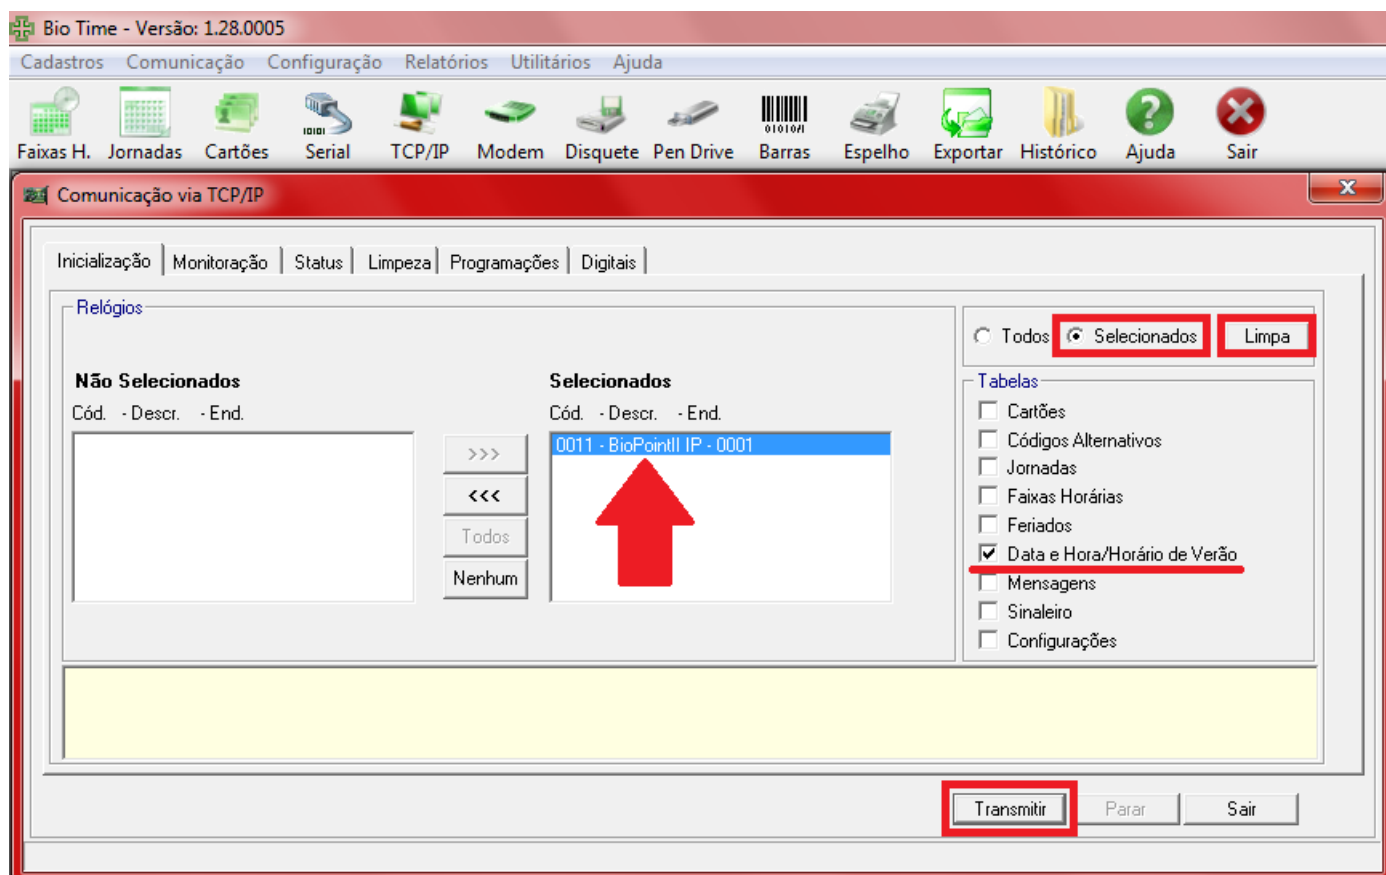 Bio Time - Versão: 1.28.0005
Cadastros Comunicação Configuração Relatórios Utilitários Ajuda
Faixas H. Jornadas Cartões Serial TCP/IP Modem Disquete Pen Drive Barras Espelho Exportar Histórico Ajuda Sair
Comunicação via TCP/IP
Inicialização Monitoração Status Limpeza Programações Digitais
Relógios
Todos Selecionados Limpa
Não Selecionados
Cód. - Descr. - End.
>>>
<<<
Todos
Nenhum
Selecionados
Cód. - Descr. - End.
0011 - BioPointII IP - 0001
Tabelas
Cartões
Códigos Alternativos
Jornadas
Faixas Horárias
Feriados
Data e Hora/Horário de Verão
Mensagens
Sinaleiro
Configurações
Transmitir Parar Sair